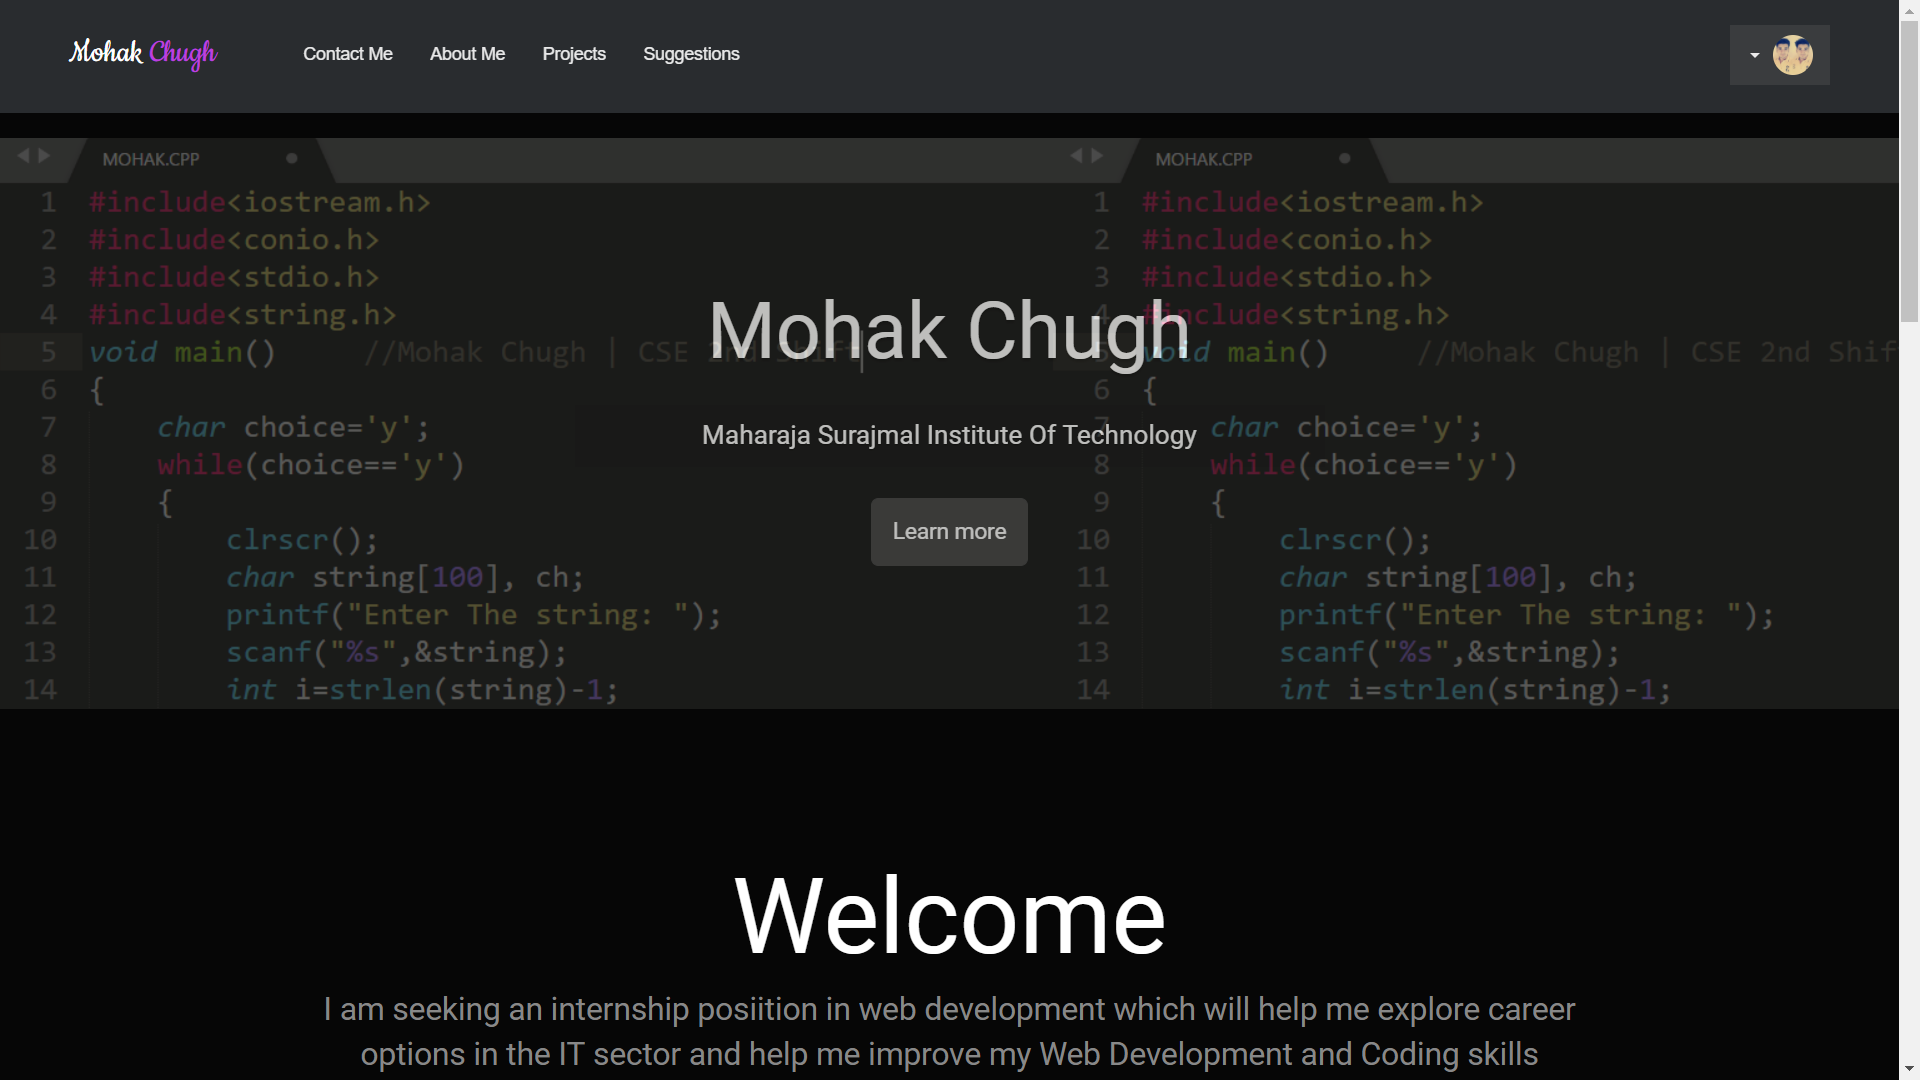 Mohak Chugh
Contact Me
About Me
Projects
Suggestions
MOHAK.CPP
1 #include<iostream.h>
2 #include<conio.h>
3 #include<stdio.h>
4 #include<string.h>
5 void main() //Mohak Chugh | CSE 2nd Shift
6 {
7 char choice='y';
8 while(choice=='y')
9 {
10 clrscr();
11 char string[100], ch;
12 printf("Enter The string: ");
13 scanf("%s",&string);
14 int i=strlen(string)-1;
MOHAK.CPP
1 #include<iostream.h>
2 #include<conio.h>
3 #include<stdio.h>
4 #include<string.h>
5 void main() //Mohak Chugh | CSE 2nd Shif
6 {
7 char choice='y';
8 while(choice=='y')
9 {
10 clrscr();
11 char string[100], ch;
12 printf("Enter The string: ");
13 scanf("%s",&string);
14 int i=strlen(string)-1;
Mohak Chugh
Maharaja Surajmal Institute Of Technology
Learn more
Welcome
I am seeking an internship posiition in web development which will help me explore career
options in the IT sector and help me improve my Web Development and Coding skills